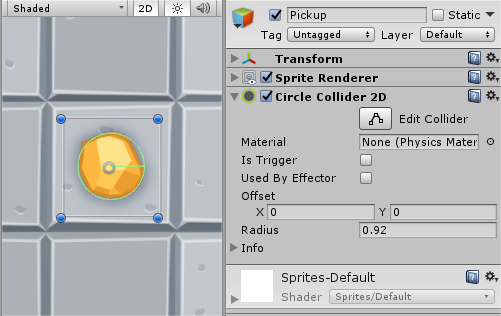 Shaded
2D
Pickup
Static
Tag
Untagged
Layer
Default
Transform
Sprite Renderer
Circle Collider 2D
Edit Collider
Material
None (Physics Mater
Is Trigger
Used By Effector
Offset
X 0
Y 0
Radius
0.92
Info
Sprites-Default
Shader
Sprites/Default